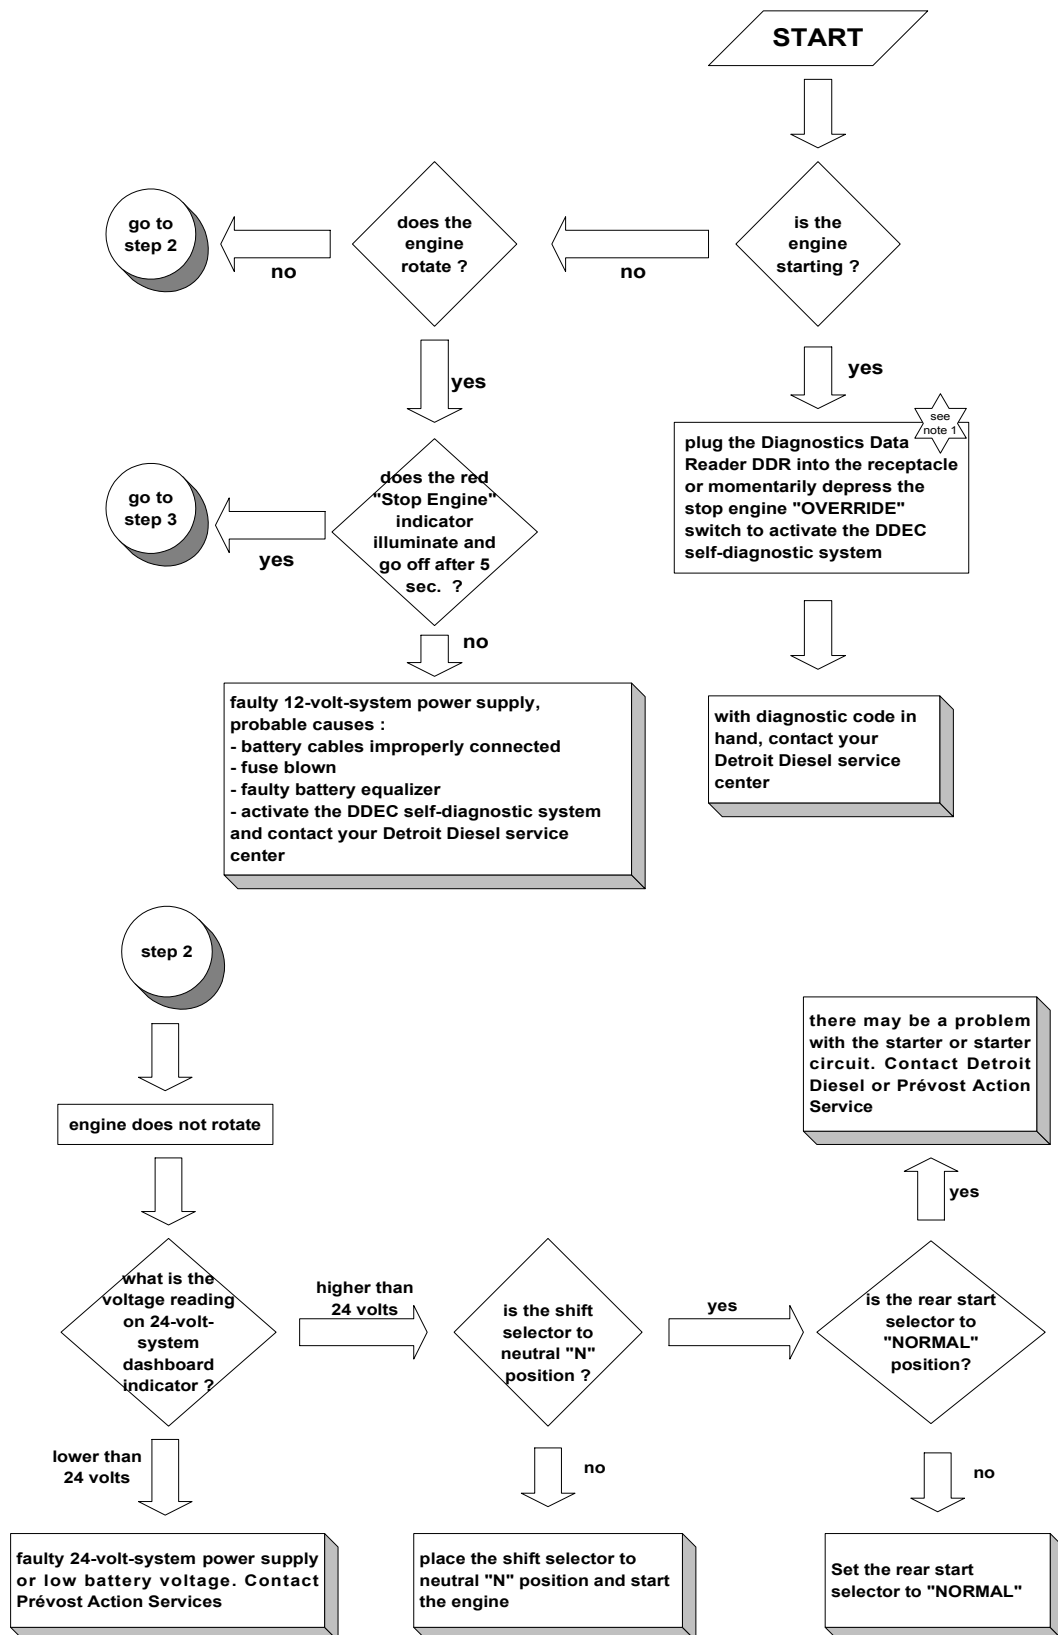 START
is the
engine
starting ?
no
does the
engine
rotate ?
no
go to
step 2
yes
yes
see
note 1
plug the Diagnostics Data
Reader DDR into the receptacle
or momentarily depress the
stop engine "OVERRIDE"
switch to activate the DDEC
self-diagnostic system
does the red
"Stop Engine"
indicator
illuminate and
go off after 5
sec. ?
yes
go to
step 3
no
faulty 12-volt-system power supply,
probable causes :
- battery cables improperly connected
- fuse blown
- faulty battery equalizer
- activate the DDEC self-diagnostic system
and contact your Detroit Diesel service
center
with diagnostic code in
hand, contact your
Detroit Diesel service
center
step 2
engine does not rotate
what is the
voltage reading
on 24-volt-
system
dashboard
indicator ?
higher than
24 volts
is the shift
selector to
neutral "N"
position ?
yes
is the rear start
selector to
"NORMAL"
position?
yes
there may be a problem
with the starter or starter
circuit. Contact Detroit
Diesel or Prévost Action
Service
lower than
24 volts
no
no
faulty 24-volt-system power supply
or low battery voltage. Contact
Prévost Action Services
place the shift selector to
neutral "N" position and start
the engine
Set the rear start
selector to "NORMAL"